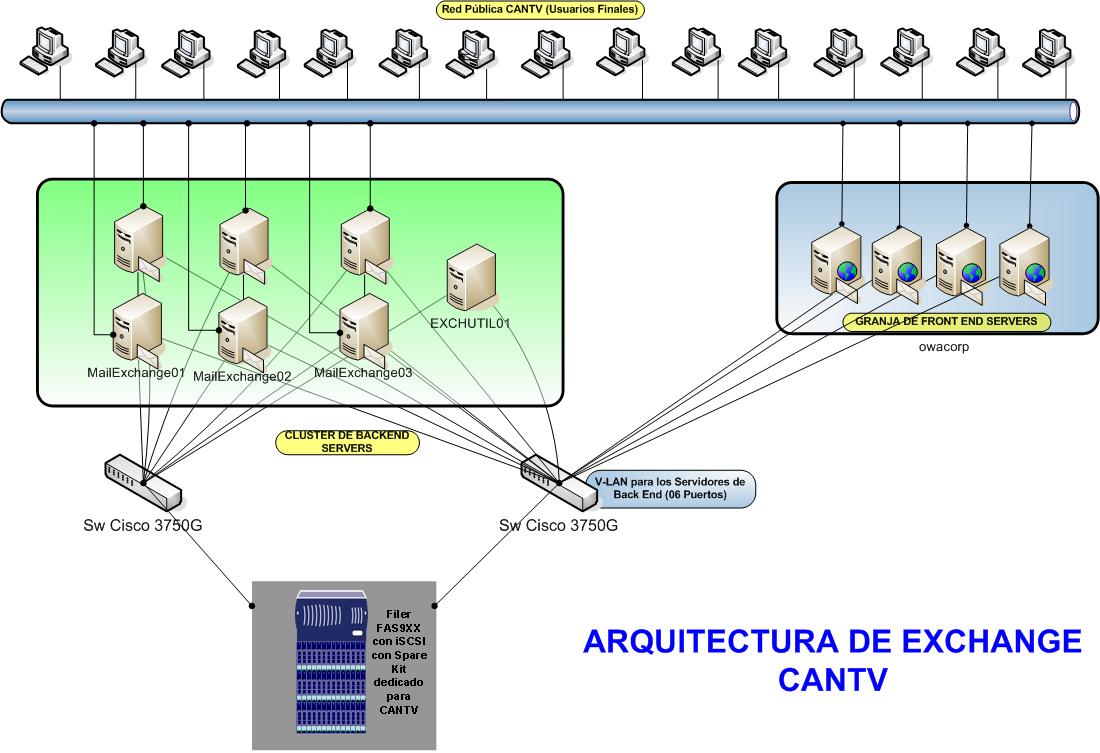 Red Pública CANTV (Usuarios Finales)
EXCHUTIL01
MailExchange01
MailExchange02
MailExchange03
GRANJA DE FRONT END SERVERS
owacorp
CLUSTER DE BACKEND
SERVERS
V-LAN para los Servidores de
Back End (06 Puertos)
Sw Cisco 3750G
Sw Cisco 3750G
Filer
FAS9XX
con iSCSI
con Spare
Kit
dedicado
para
CANTV
ARQUITECTURA DE EXCHANGE
CANTV